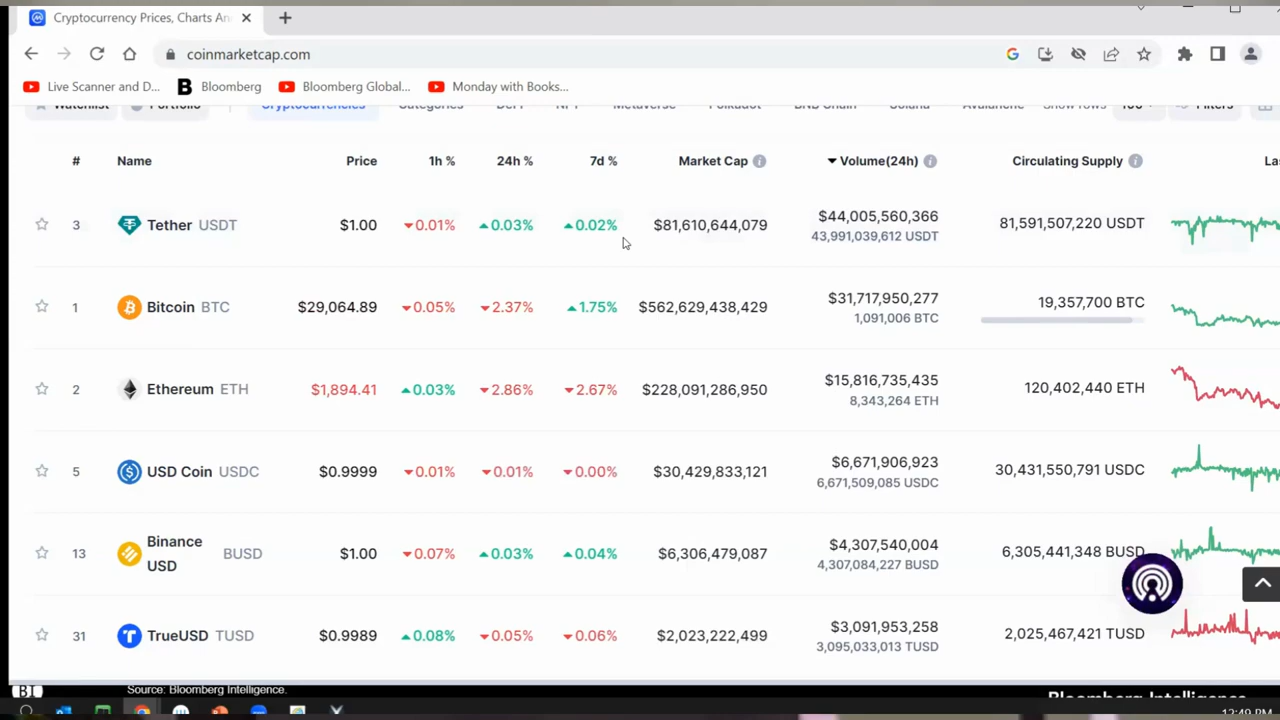 Cryptocurrency Prices, Charts An
coinmarketcap.com
Live Scanner and D... Bloomberg Bloomberg Global... Monday with Books...
Watchlist Portfolio Cryptocurrencies Categories DeFi NFT Metaverse Polkadot BNB Chain Solana Avalanche Show rows 100 Filters
# Name Price 1h % 24h % 7d % Market Cap Volume(24h) Circulating Supply Las
3 Tether USDT $1.00 0.01% 0.03% 0.02% $81,610,644,079 $44,005,560,366 81,591,507,220 USDT
43,991,039,612 USDT
1 Bitcoin BTC $29,064.89 0.05% 2.37% 1.75% $562,629,438,429 $31,717,950,277 19,357,700 BTC
1,091,006 BTC
2 Ethereum ETH $1,894.41 0.03% 2.86% 2.67% $228,091,286,950 $15,816,735,435 120,402,440 ETH
8,343,264 ETH
5 USD Coin USDC $0.9999 0.01% 0.01% 0.00% $30,429,833,121 $6,671,906,923 30,431,550,791 USDC
6,671,509,085 USDC
13 Binance USD BUSD $1.00 0.07% 0.03% 0.04% $6,306,479,087 $4,307,540,004 6,305,441,348 BUSD
4,307,084,227 BUSD
31 TrueUSD TUSD $0.9989 0.08% 0.05% 0.06% $2,023,222,499 $3,091,953,258 2,025,467,421 TUSD
3,095,033,013 TUSD
BI Source: Bloomberg Intelligence. Bloomberg Intelligence
12:49 PM